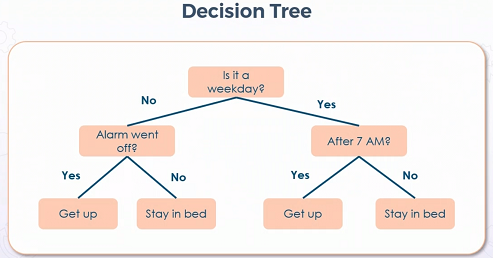 Decision Tree
Is it a
weekday?
No
Yes
Alarm went
off?
After 7 AM?
Yes
No
Yes
No
Get up
Stay in bed
Get up
Stay in bed